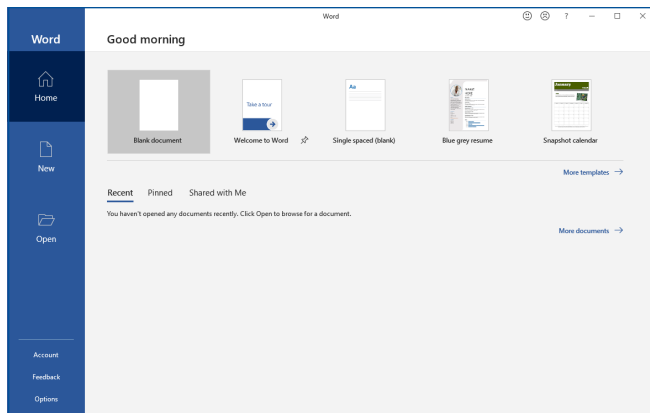 Word
?
Word
Good morning
Home
New
Open
Account
Feedback
Options
Take a tour
Aa
Blank document
Welcome to Word
Single spaced (blank)
Blue grey resume
Snapshot calendar
More templates →
Recent Pinned Shared with Me
You haven't opened any documents recently. Click Open to browse for a document.
More documents →